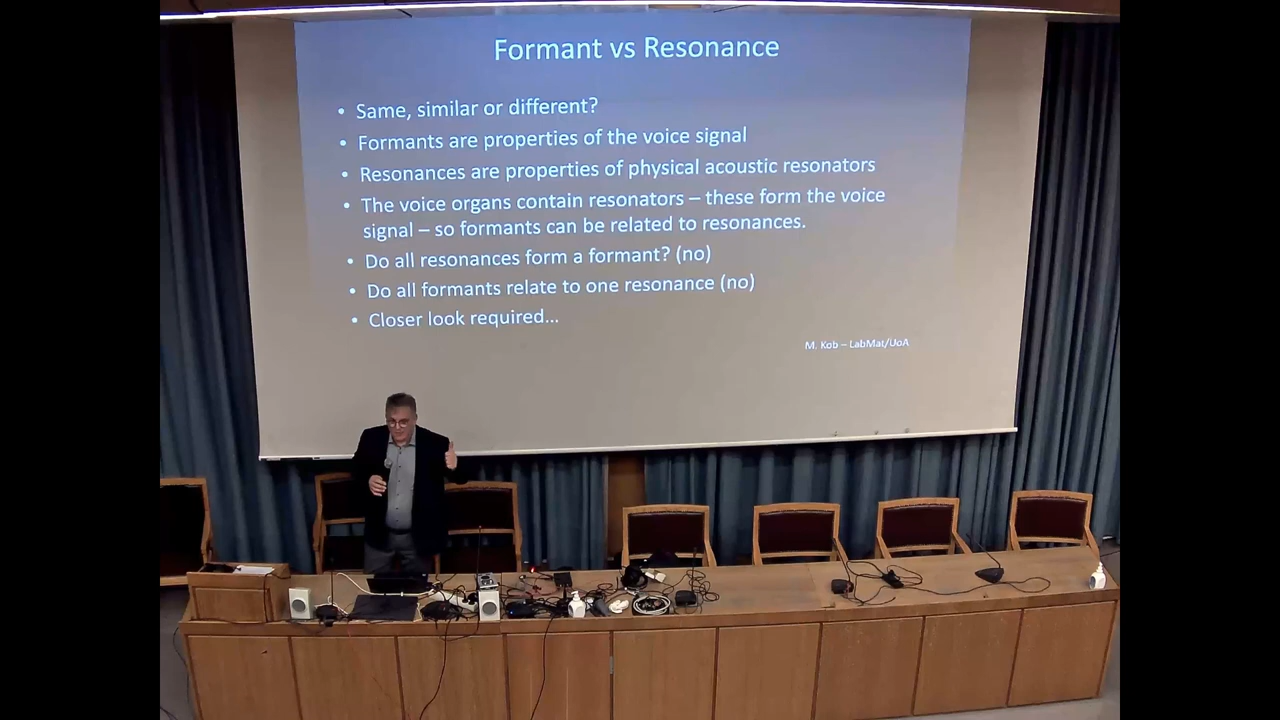 Formant vs Resonance
• Same, similar or different?
• Formants are properties of the voice signal
• Resonances are properties of physical acoustic resonators
• The voice organs contain resonators – these form the voice
signal – so formants can be related to resonances.
• Do all resonances form a formant? (no)
• Do all formants relate to one resonance (no)
• Closer look required...
M. Kob – LabMat/UoA